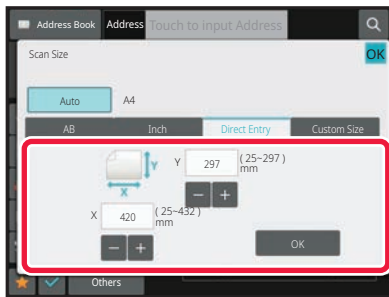 Address Book Address Touch to input Address
Scan Size OK
Auto A4
AB Inch Direct Entry Custom Size
Y Y 297 (25~297)
mm
X
X 420 (25~432)
mm
− + 
− + OK
Others